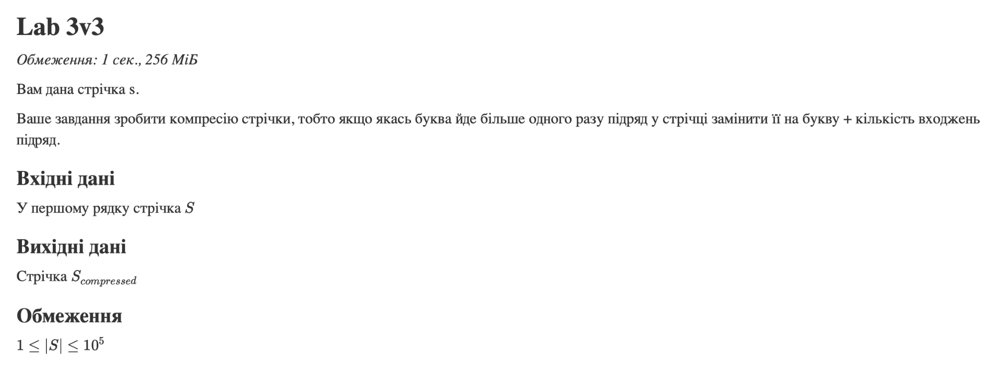 Lab 3v3
Обмеження: 1 сек., 256 МіБ
Вам дана стрічка s.
Ваше завдання зробити компресію стрічки, тобто якщо якась буква йде більше одного разу підряд у стрічці замінити її на букву + кількість входжень
підряд.
Вхідні дані
У першому рядку стрічка S
Вихідні дані
Стрічка S_{compressed}
Обмеження
1 ≤ |S| ≤ 10^5